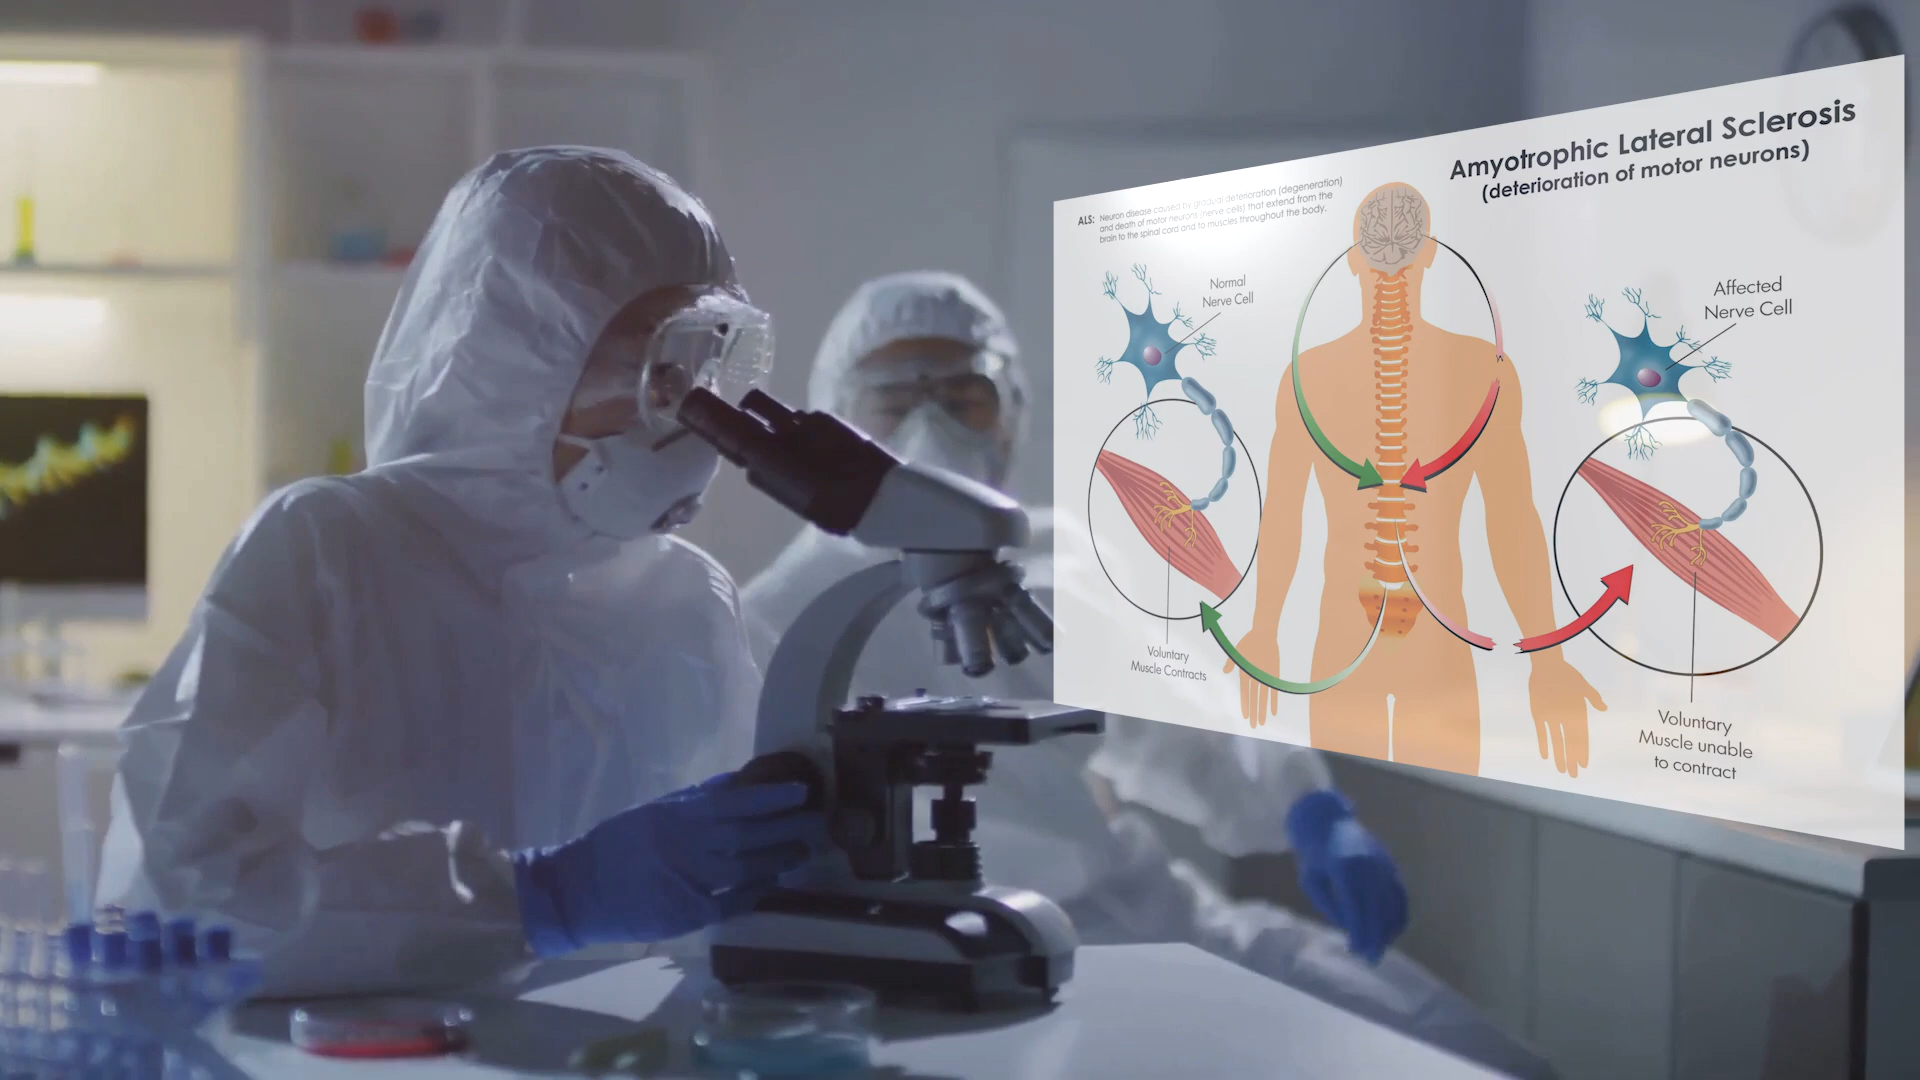 Amyotrophic Lateral Sclerosis
(deterioration of motor neurons)
ALS: Neuron disease caused by gradual deterioration (degeneration)
and death of motor neurons (nerve cells) that extend from the
brain to the spinal cord and to muscles throughout the body.
Normal
Nerve Cell
Affected
Nerve Cell
Voluntary
Muscle Contracts
Voluntary
Muscle unable
to contract